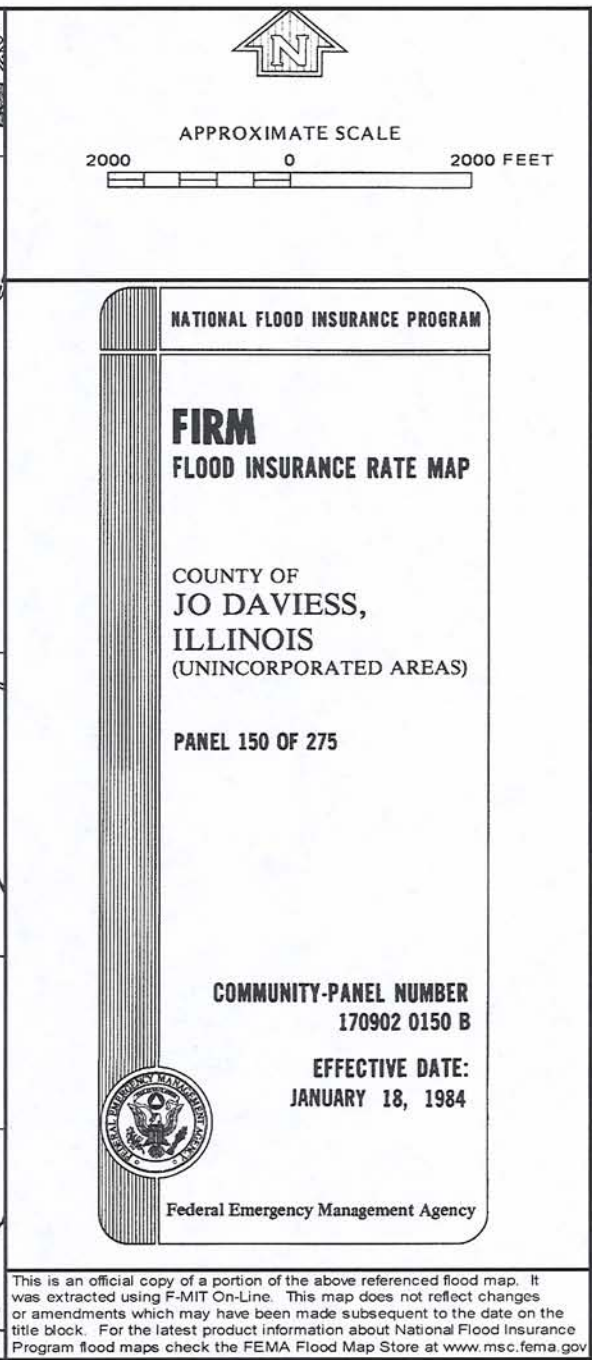 N
APPROXIMATE SCALE
2000 0 2000 FEET
NATIONAL FLOOD INSURANCE PROGRAM
FIRM
FLOOD INSURANCE RATE MAP
COUNTY OF
JO DAVIESS,
ILLINOIS
(UNINCORPORATED AREAS)
PANEL 150 OF 275
COMMUNITY-PANEL NUMBER
170902 0150 B
EFFECTIVE DATE:
JANUARY 18, 1984
FEDERAL EMERGENCY MANAGEMENT AGENCY
Federal Emergency Management Agency
This is an official copy of a portion of the above referenced flood map. It
was extracted using F-MIT On-Line. This map does not reflect changes
or amendments which may have been made subsequent to the date on the
title block. For the latest product information about National Flood Insurance
Program flood maps check the FEMA Flood Map Store at www.msc.fema.gov